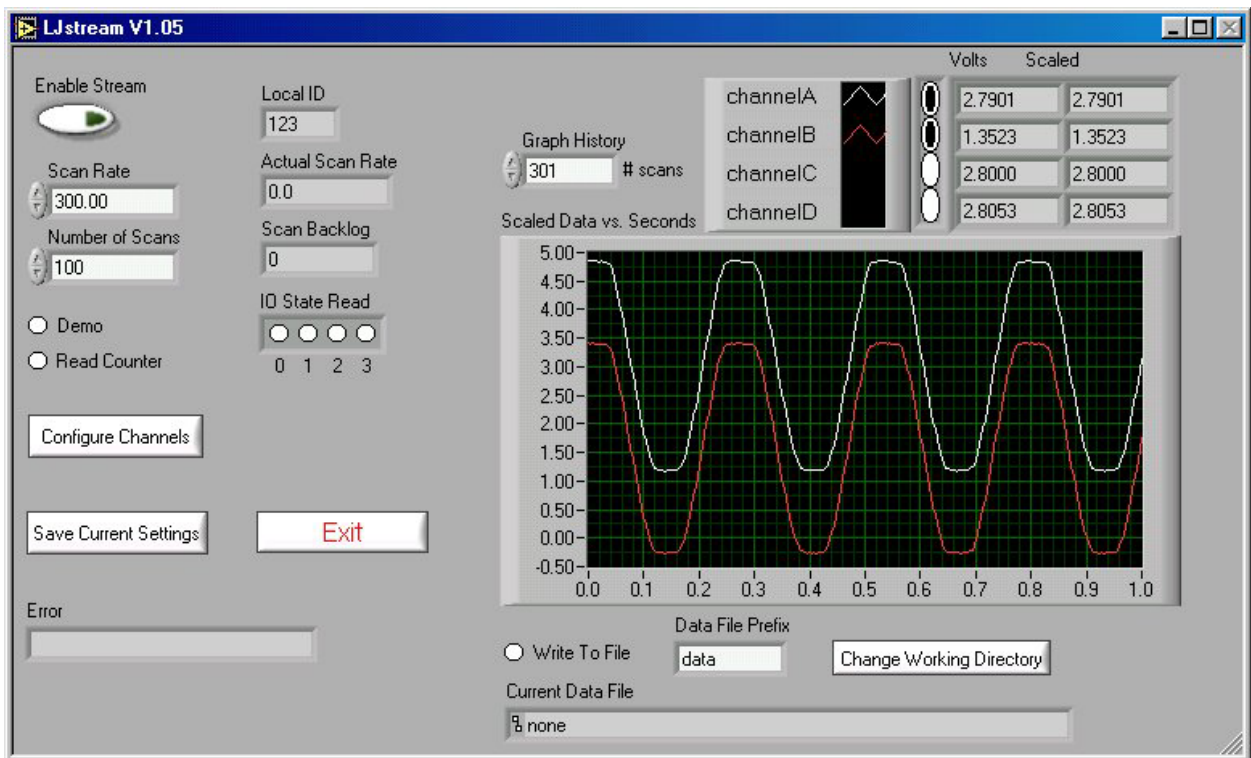 LJstream V1.05
Enable Stream
Local ID
123
Scan Rate
300.00
Actual Scan Rate
0.0
Number of Scans
100
Scan Backlog
0
Demo
Read Counter
IO State Read
0 1 2 3
Configure Channels
Save Current Settings
Exit
Error
Graph History
301 # scans
Volts Scaled
channelA 2.7901 2.7901
channelB 1.3523 1.3523
channelC 2.8000 2.8000
channelD 2.8053 2.8053
Scaled Data vs. Seconds
5.00
4.50
4.00
3.50
3.00
2.50
2.00
1.50
1.00
0.50
0.00
-0.50
0.0 0.1 0.2 0.3 0.4 0.5 0.6 0.7 0.8 0.9 1.0
Write To File
Data File Prefix
data
Change Working Directory
Current Data File
none